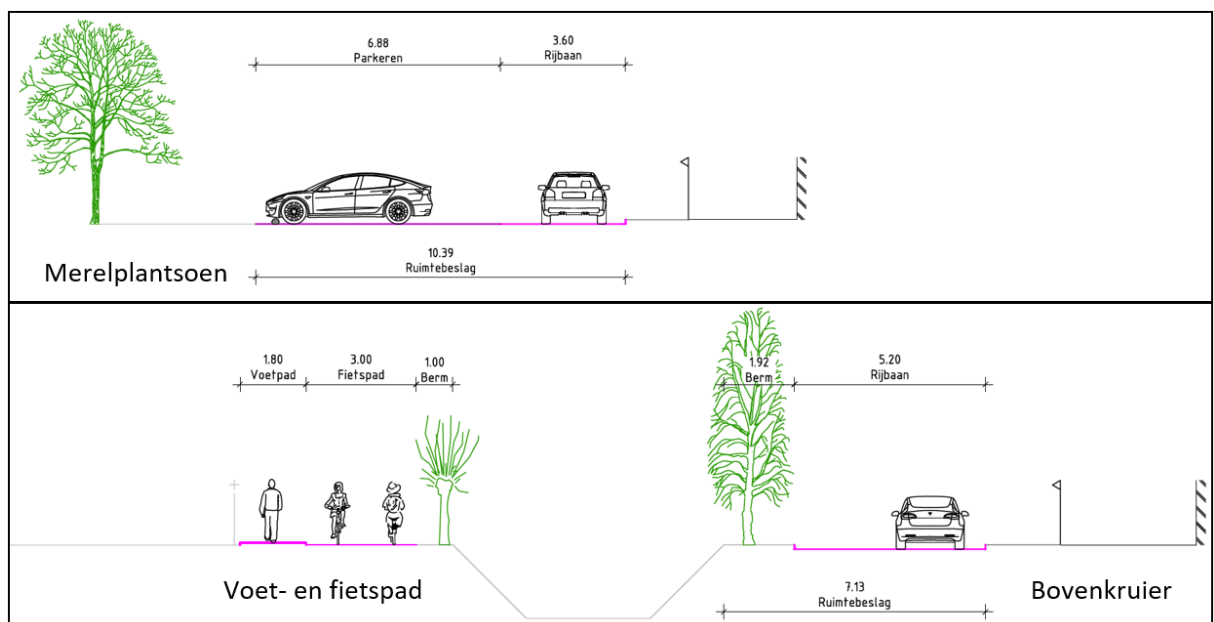 6.88
Parkeren
3.60
Rijbaan
10.39
Ruimtebeslag
Merelplantsoen
1.80
Voetpad
3.00
Fietspad
1.00
Berm
1.92
Berm
5.20
Rijbaan
Voet- en fietspad
7.13
Ruimtebeslag
Bovenkruier